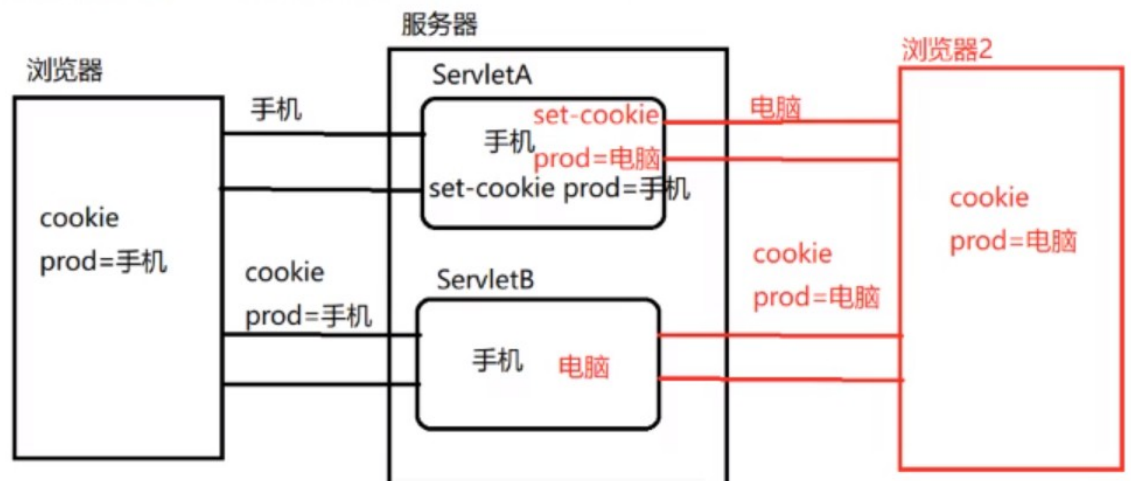 服务器
浏览器
ServletA
浏览器2
手机
set-cookie
电脑
手机
prod=电脑
set-cookie prod=手机
cookie
prod=手机
cookie
prod=电脑
cookie
prod=手机
ServletB
cookie
prod=电脑
手机
电脑